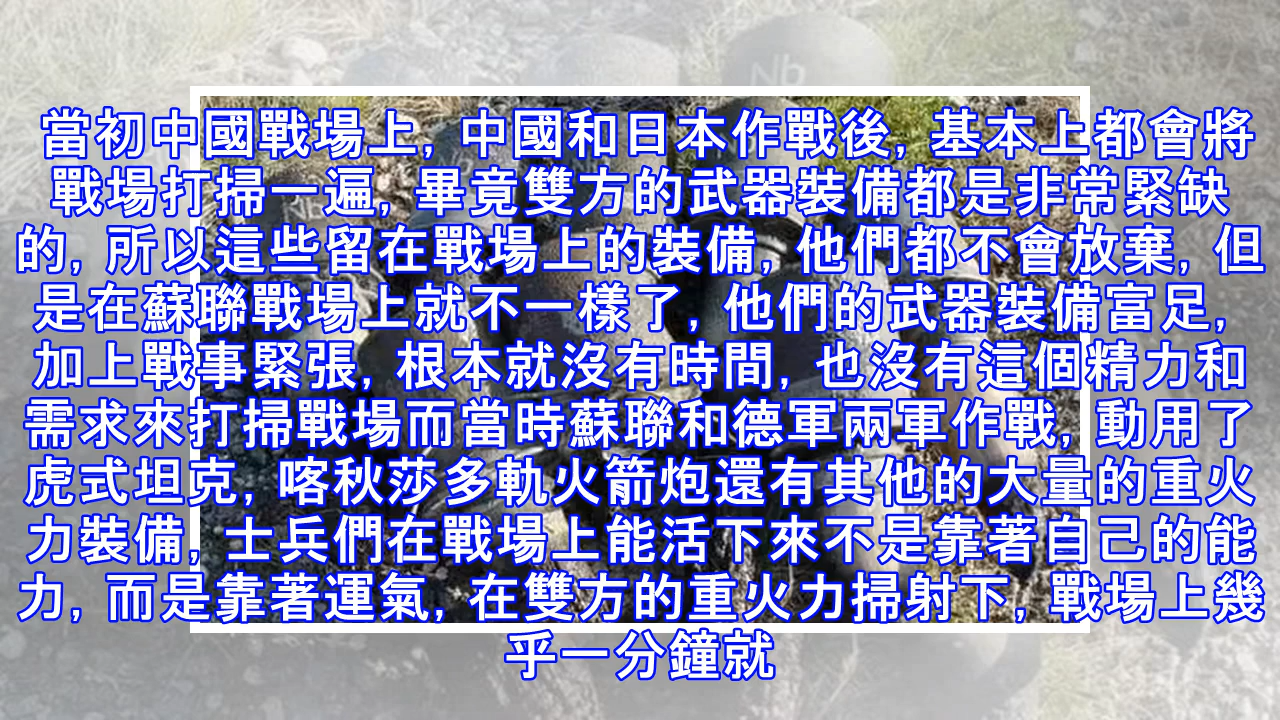 Nb
Nb
當初中國戰場上, 中國和日本作戰後, 基本上都會將
戰場打掃一遍, 畢竟雙方的武器裝備都是非常緊缺
的, 所以這些留在戰場上的裝備, 他們都不會放棄, 但
是在蘇聯戰場上就不一樣了, 他們的武器裝備富足,
加上戰事緊張, 根本就沒有時間, 也沒有這個精力和
需求來打掃戰場而當時蘇聯和德軍兩軍作戰, 動用了
虎式坦克, 喀秋莎多軌火箭炮還有其他的大量的重火
力裝備, 士兵們在戰場上能活下來不是靠著自己的能
力, 而是靠著運氣, 在雙方的重火力掃射下, 戰場上幾
乎一分鐘就